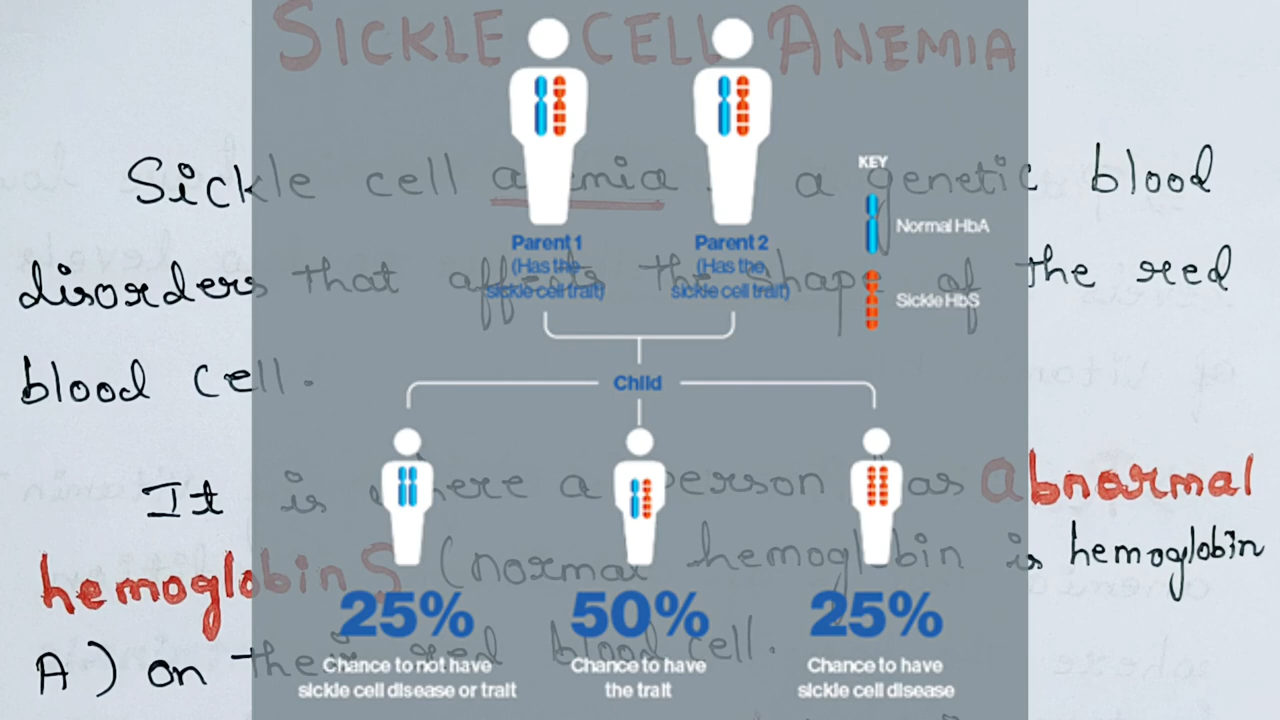 SICKLE CELL ANEMIA
Sickle cell anemia a genetic blood
disorders that affects the shape of the red
blood cell.
It is where a person has abnormal
hemoglobin S (normal hemoglobin is hemoglobin
A) on their red blood cell.
Parent 1
(Has the
sickle cell trait)
Parent 2
(Has the
sickle cell trait)
KEY
Normal HbA
Sickle HbS
Child
25%
Chance to not have
sickle cell disease or trait
50%
Chance to have
the trait
25%
Chance to have
sickle cell disease